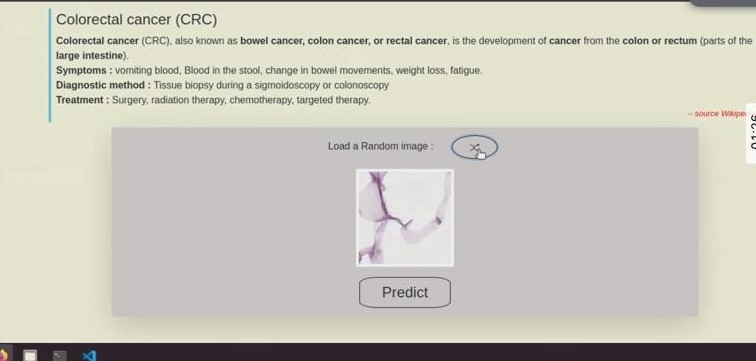 Colorectal cancer (CRC)
Colorectal cancer (CRC), also known as bowel cancer, colon cancer, or rectal cancer, is the development of cancer from the colon or rectum (parts of the
large intestine).
Symptoms : vomiting blood, Blood in the stool, change in bowel movements, weight loss, fatigue.
Diagnostic method : Tissue biopsy during a sigmoidoscopy or colonoscopy
Treatment : Surgery, radiation therapy, chemotherapy, targeted therapy.
-- source
Load a Random image :
Predict